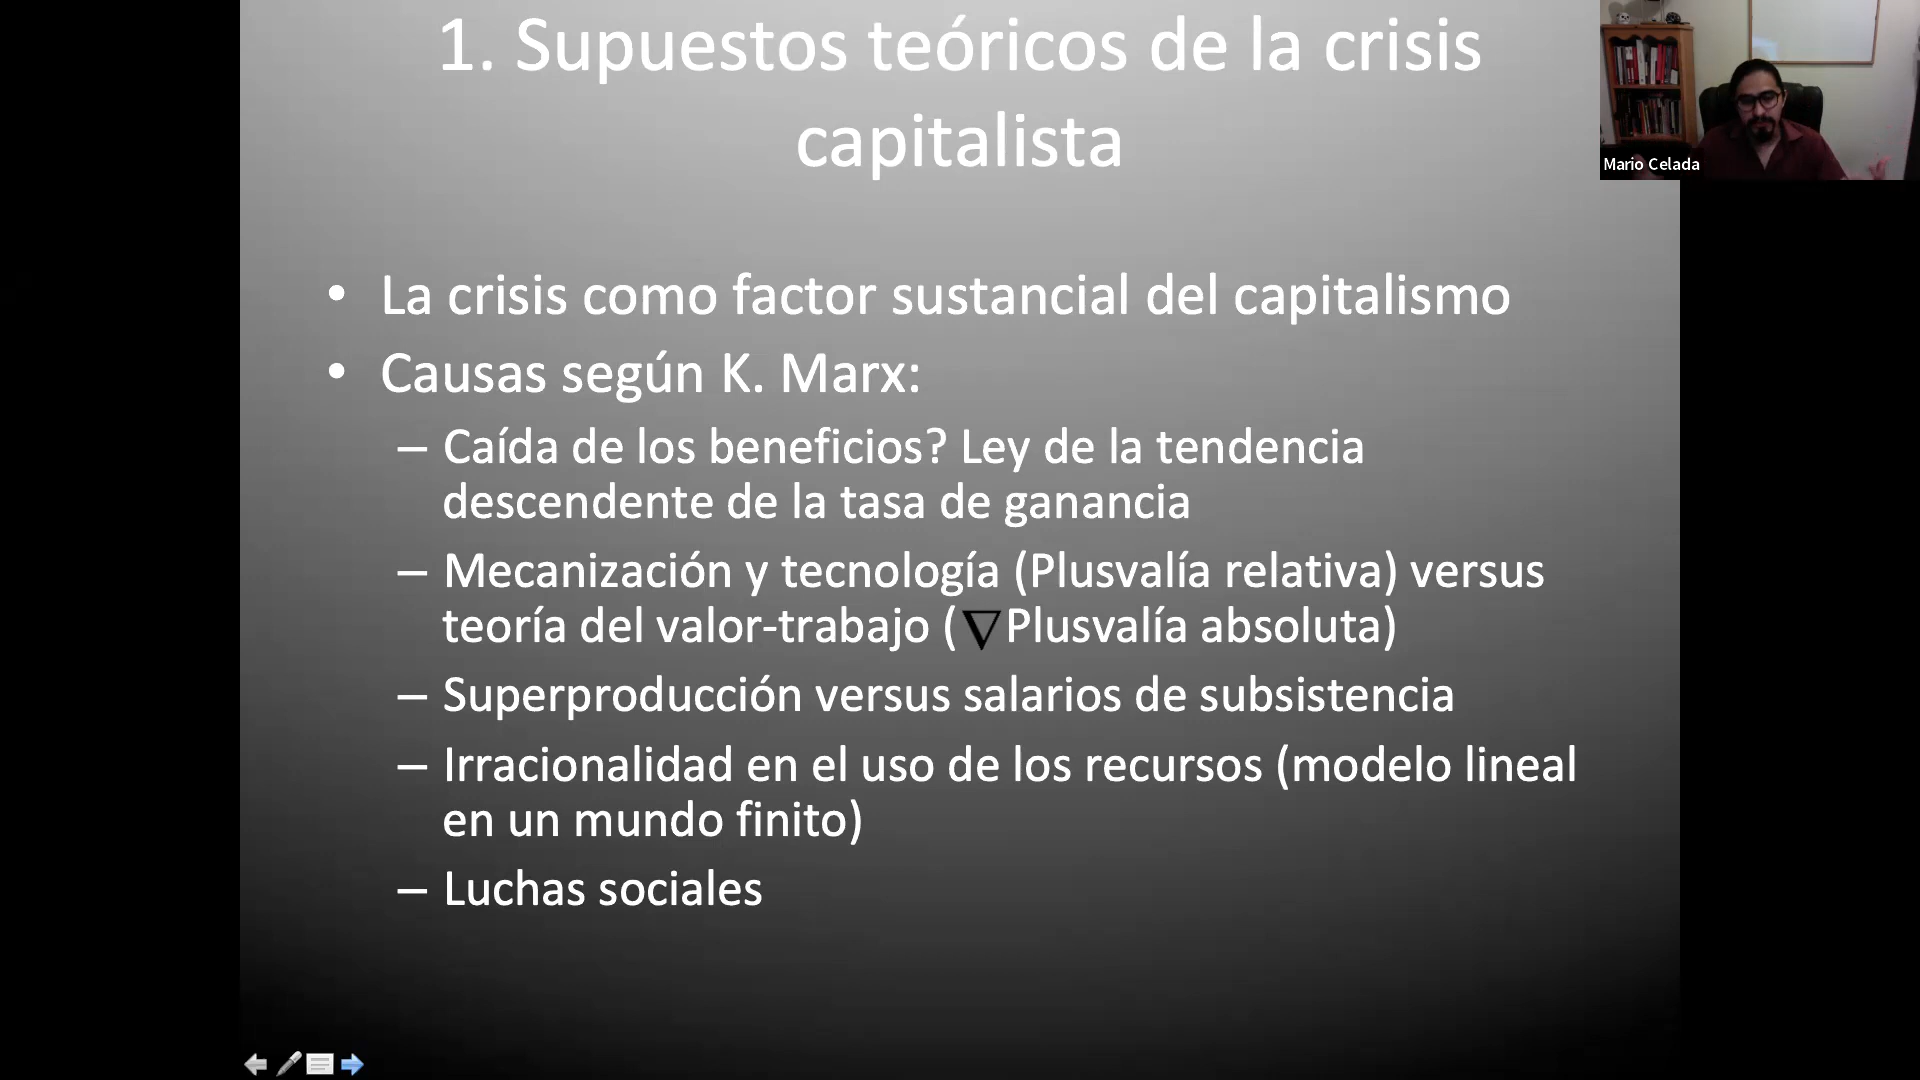 1. Supuestos teóricos de la crisis
capitalista
Mario Celada
• La crisis como factor sustancial del capitalismo
• Causas según K. Marx:
– Caída de los beneficios? Ley de la tendencia
descendente de la tasa de ganancia
– Mecanización y tecnología (Plusvalía relativa) versus
teoría del valor-trabajo (▽Plusvalía absoluta)
– Superproducción versus salarios de subsistencia
– Irracionalidad en el uso de los recursos (modelo lineal
en un mundo finito)
– Luchas sociales